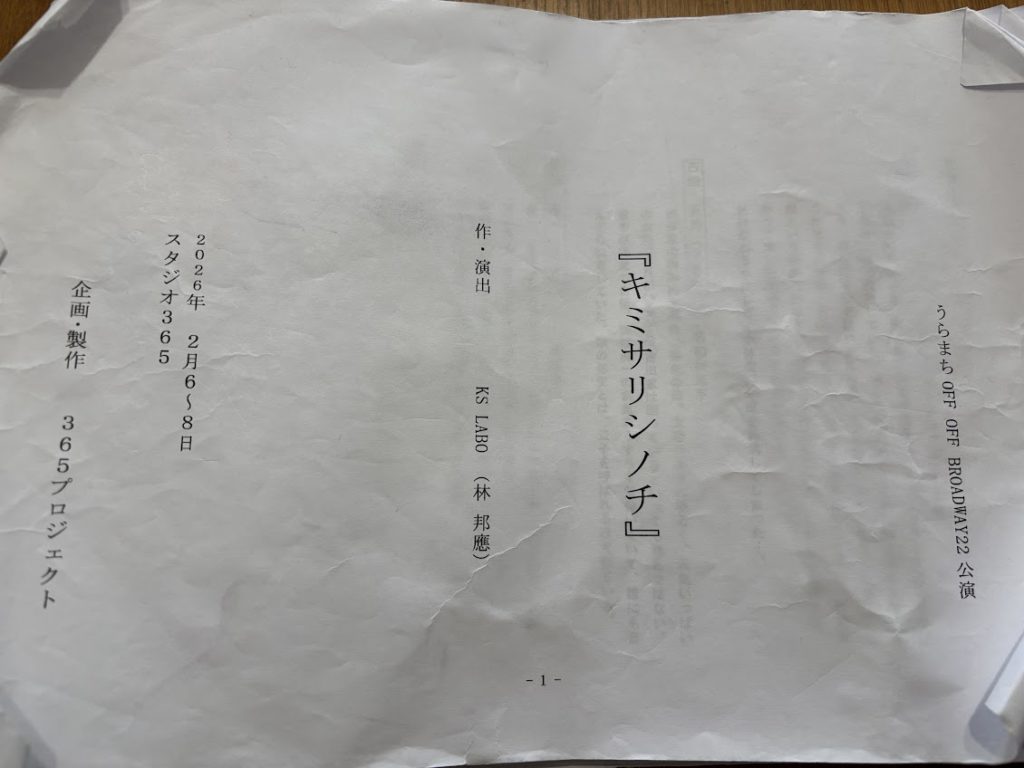 うらまち OFF OFF BROADWAY22 公演
『キミサリシノチ』
作・演出　　　KS LABO （林 邦應）
２０２６年　２月６～８日
スタジオ３６５
企画・製作　　３６５プロジェクト
- 1 -